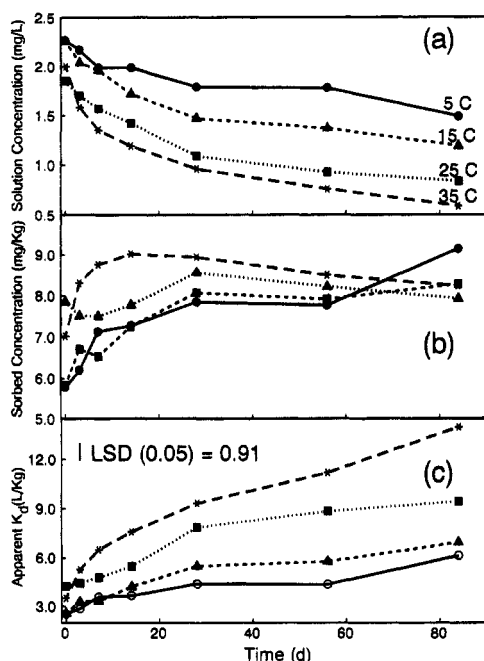 Solution Concentration (mg/L)
2.5
2.0
1.5
1.0
0.5
(a)
5 C
15 C
25 C
35 C
Sorbed Concentration (mg/Kg)
9.0
8.0
7.0
6.0
5.0
(b)
Apparent Kd(L/Kg)
12.0
9.0
6.0
3.0
I LSD (0.05) = 0.91
(c)
0 20 40 60 80
Time (d)